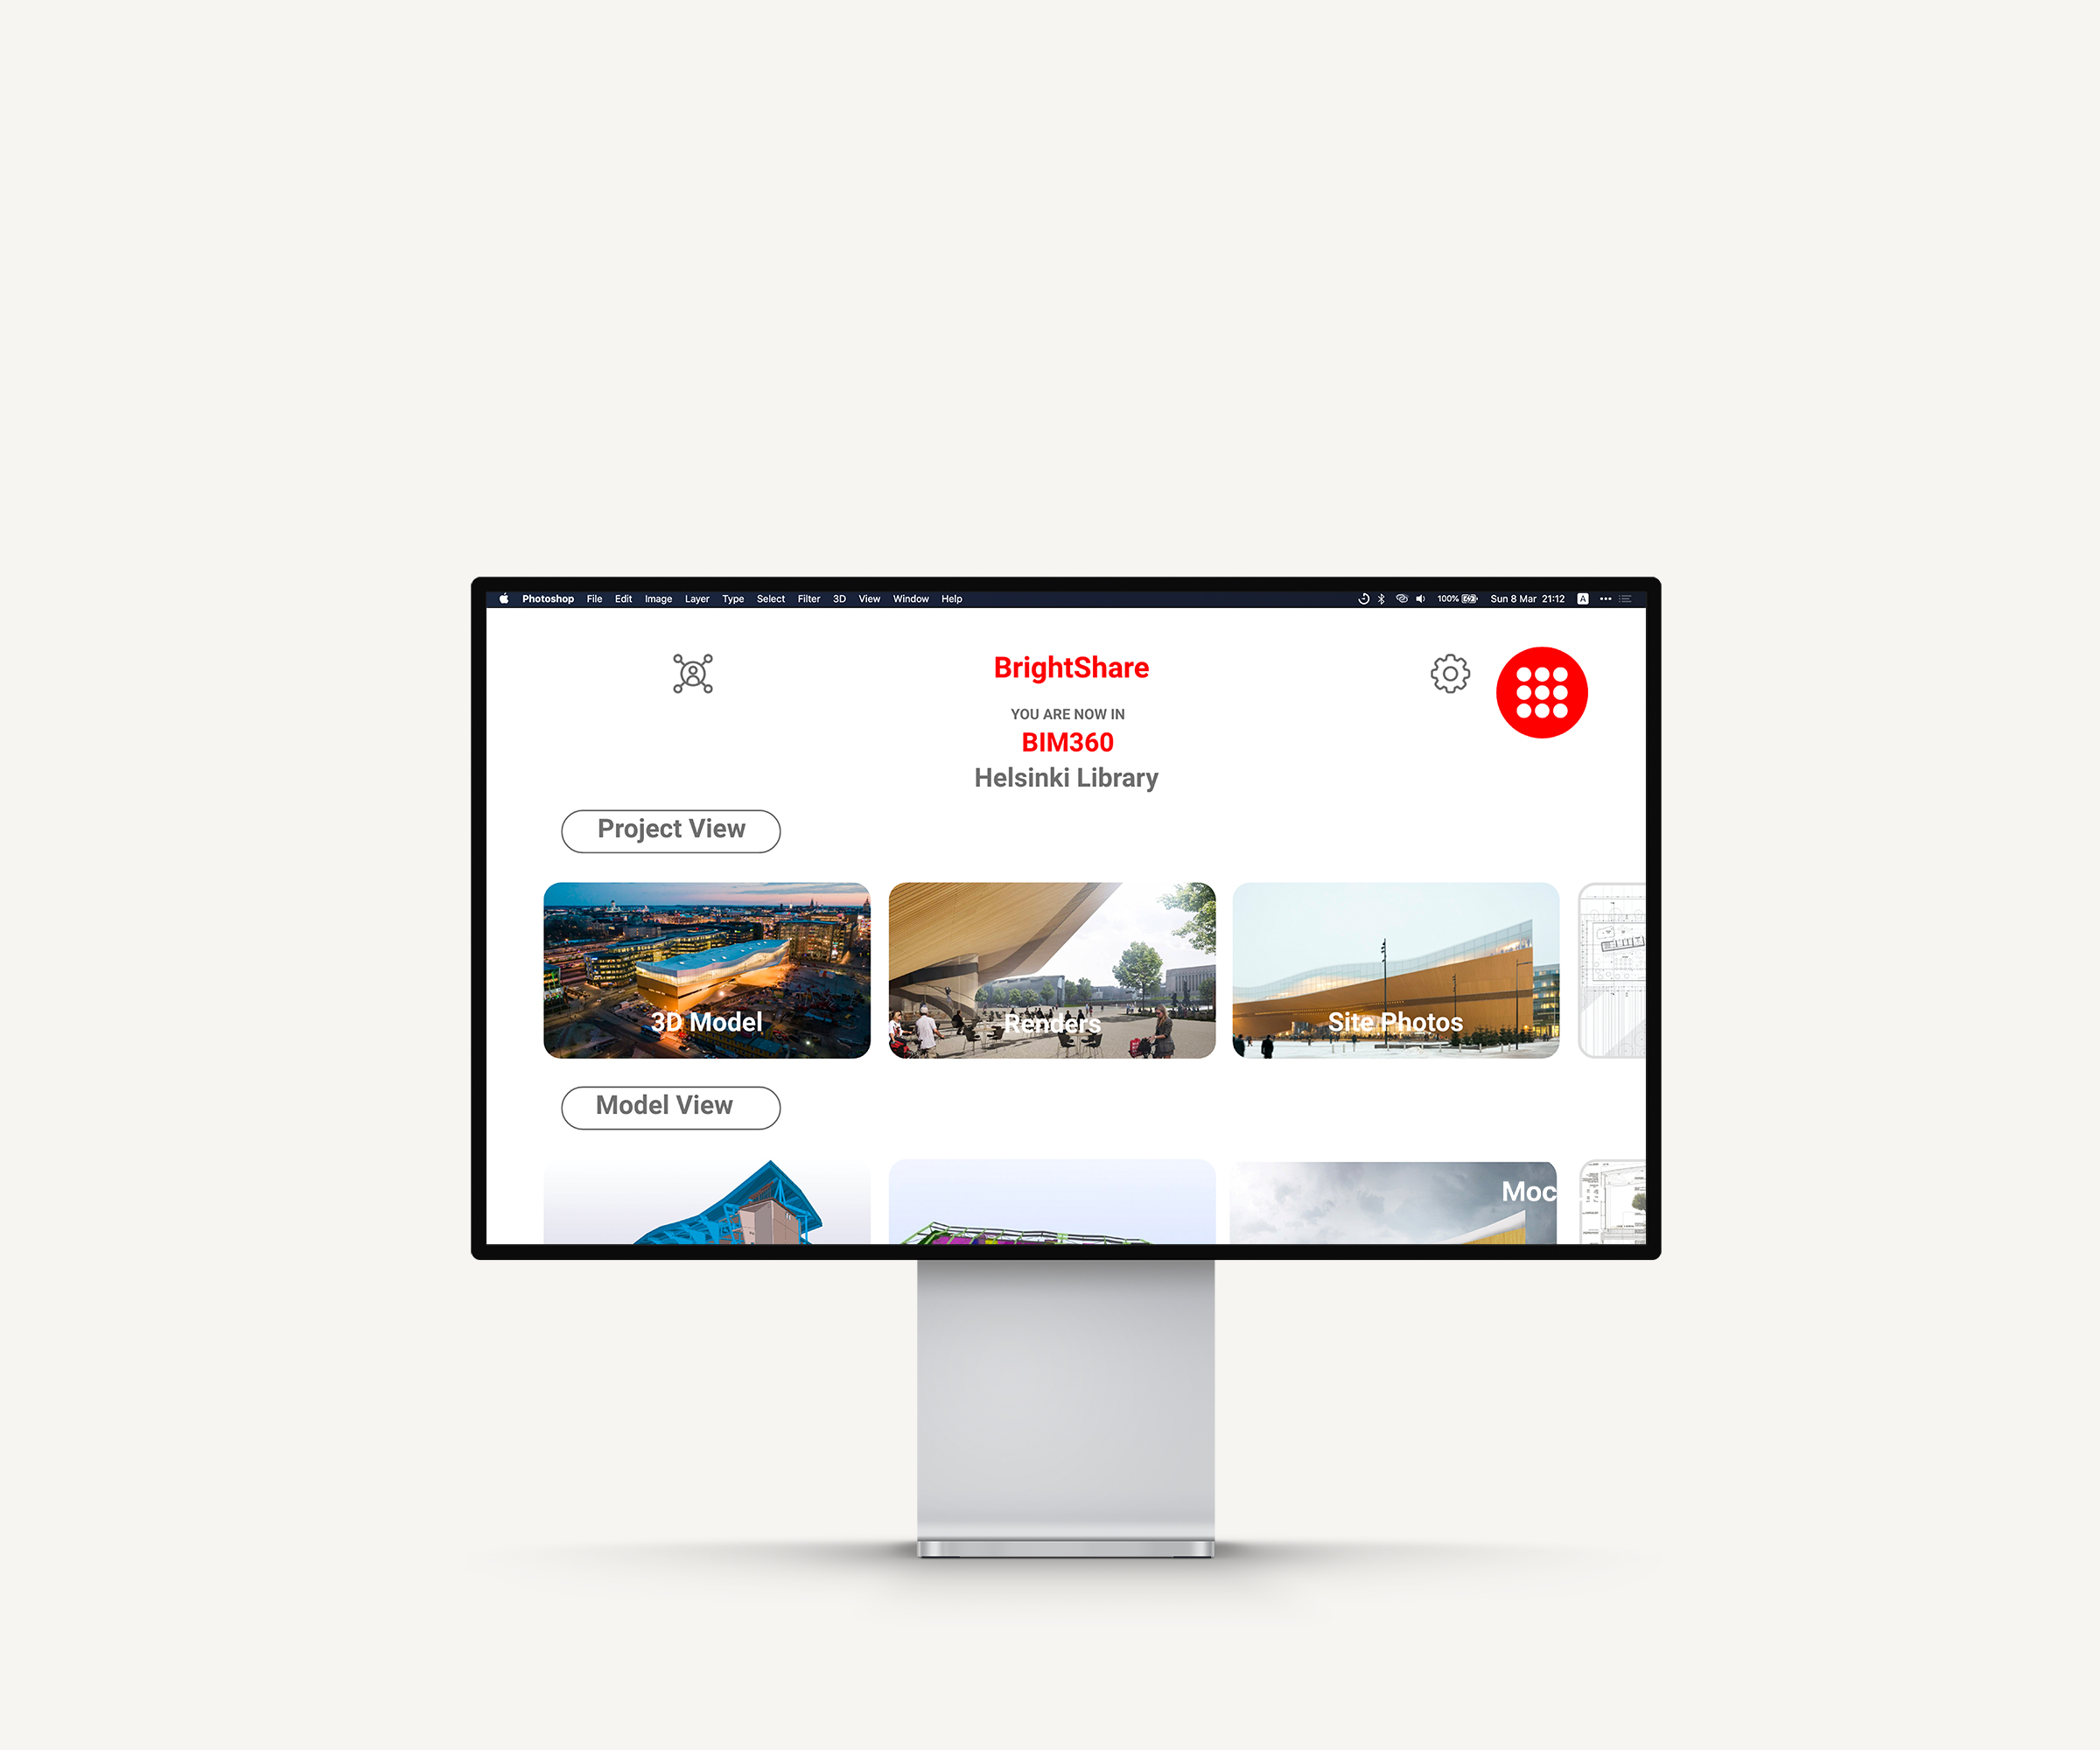 Photoshop File Edit Image Layer Type Select Filter 3D View Window Help 100% Sun 8 Mar 21:12 A
BrightShare
YOU ARE NOW IN
BIM360
Helsinki Library
Project View
3D Model
Renders
Site Photos
Model View